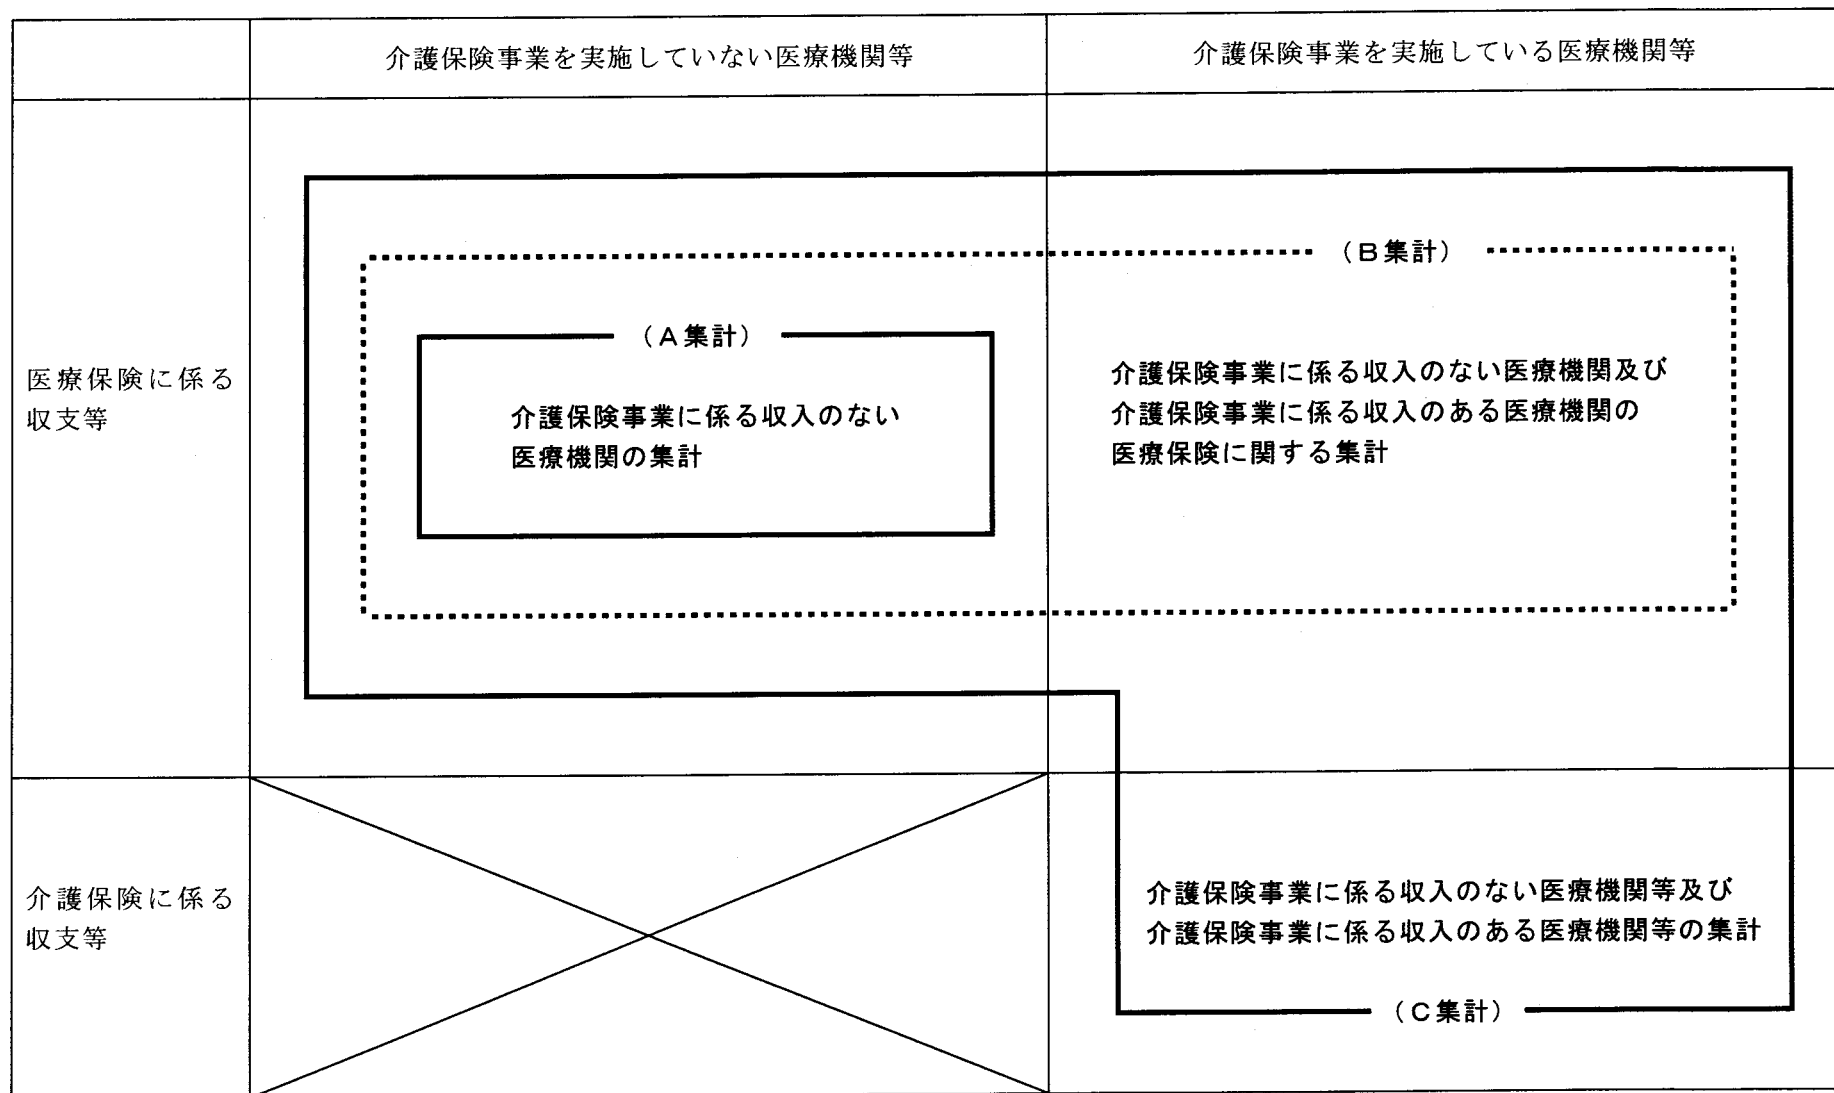 介護保険事業を実施していない医療機関等
介護保険事業を実施している医療機関等
医療保険に係る
収支等
（B集計）
（A集計）
介護保険事業に係る収入のない
医療機関の集計
介護保険事業に係る収入のない医療機関及び
介護保険事業に係る収入のある医療機関の
医療保険に関する集計
介護保険に係る
収支等
介護保険事業に係る収入のない医療機関等及び
介護保険事業に係る収入のある医療機関等の集計
（C集計）